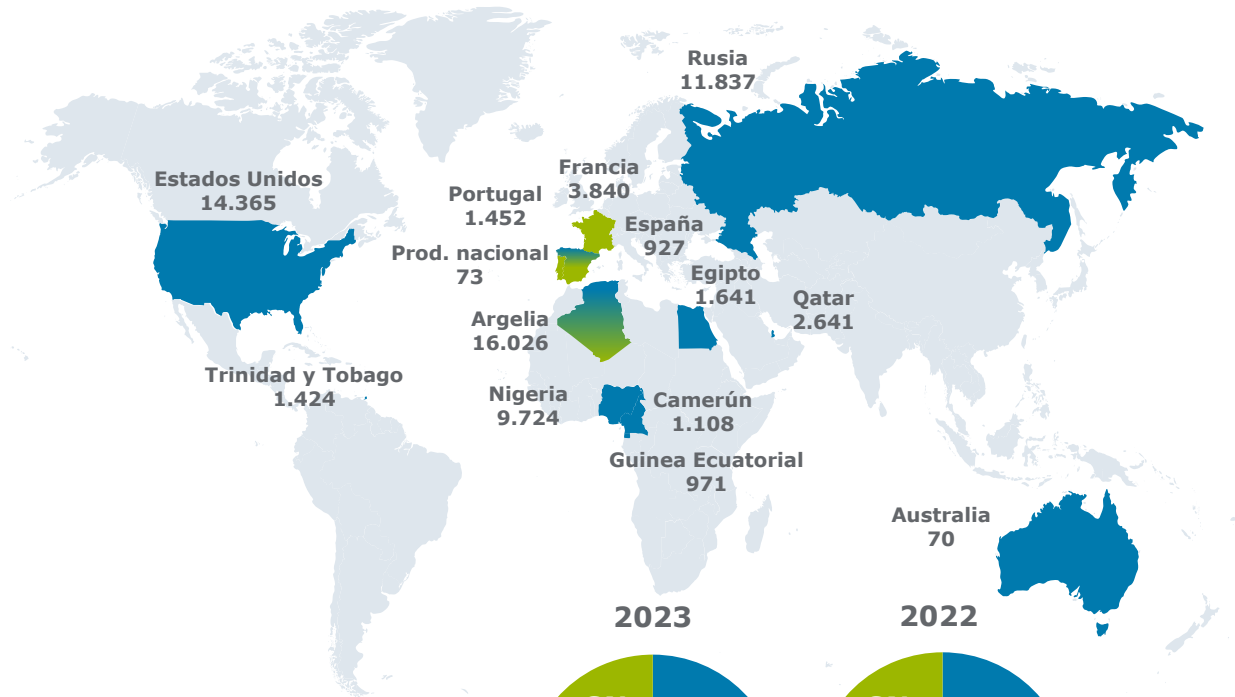 Rusia
11.837
Estados Unidos
14.365
Francia
3.840
Portugal
1.452
España
927
Prod. nacional
73
Egipto
1.641
Qatar
2.641
Argelia
16.026
Trinidad y Tobago
1.424
Nigeria
9.724
Camerún
1.108
Guinea Ecuatorial
971
Australia
70
2023
2022